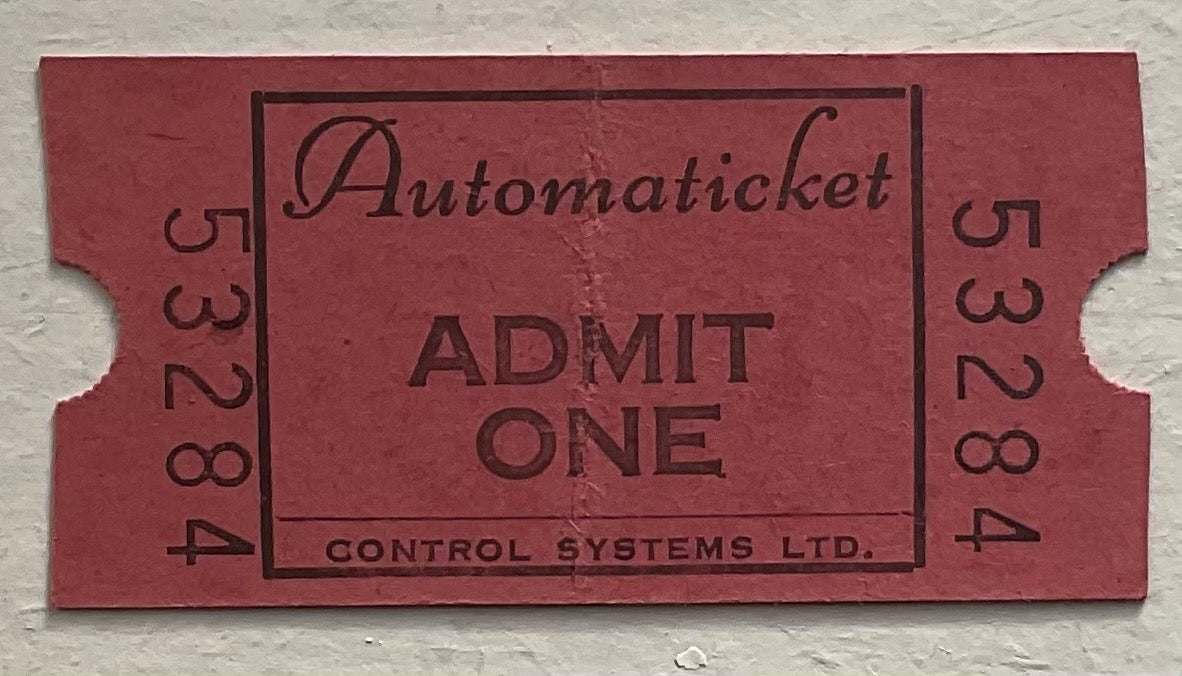 53284
Automaticket
ADMIT
ONE
CONTROL SYSTEMS LTD.
53284